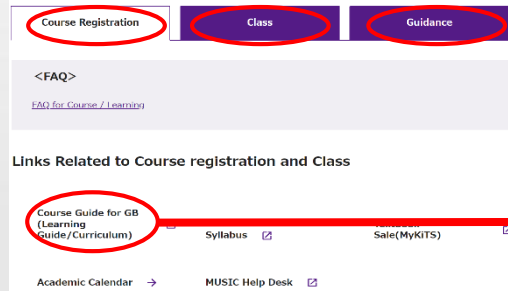 Course Registration
Class
Guidance
<FAQ>
FAQ for Course / Learning
Links Related to Course registration and Class
Course Guide for GB
(Learning
Guide/Curriculum)
Syllabus
Sale(MyKiTS)
Academic Calendar →
MUSIC Help Desk